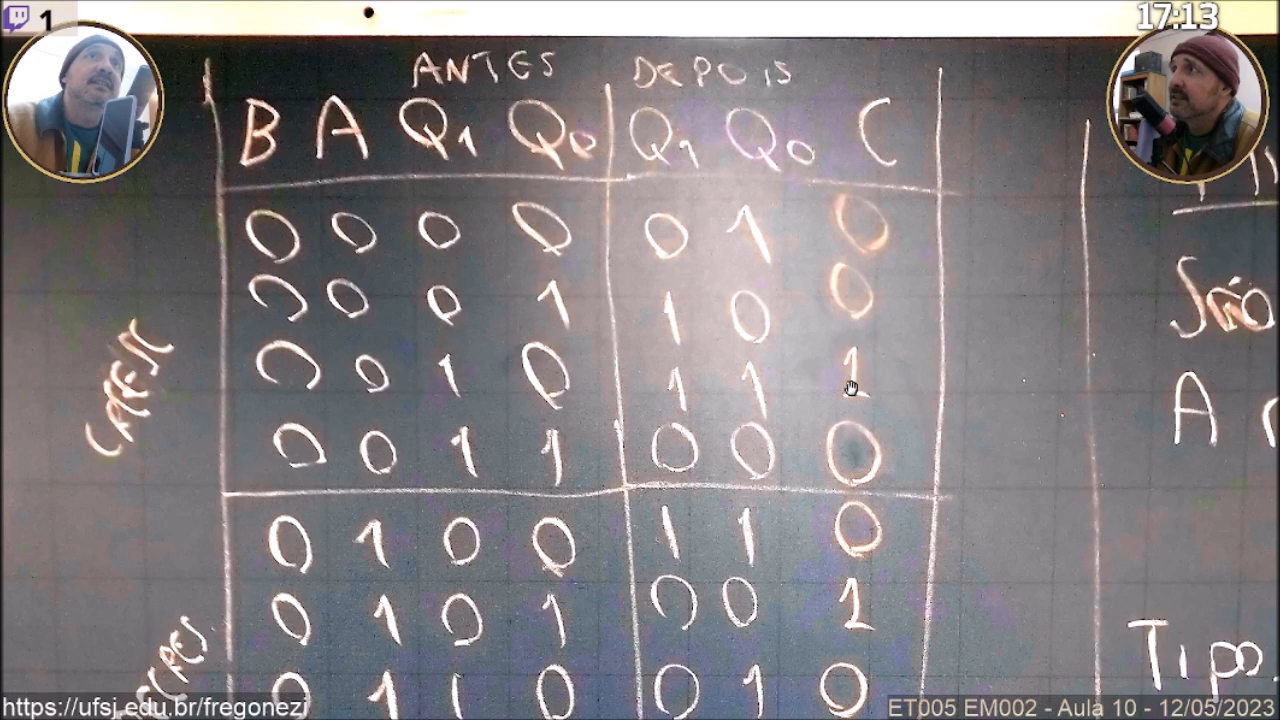 1
17:13
ANTES DEPOIS
B A Q1 Q0 Q1 Q0 C
0 0 0 0 0 1 0
0 0 0 1 1 0 0
0 0 1 0 1 1 1
0 0 1 1 0 0 0
0 1 0 0 1 1 0
0 1 0 1 0 0 1
0 1 1 0 0 1 0
São
A
Tipo
https://ufsj.edu.br/fregonezi
ET005 EM002 - Aula 10 - 12/05/2023